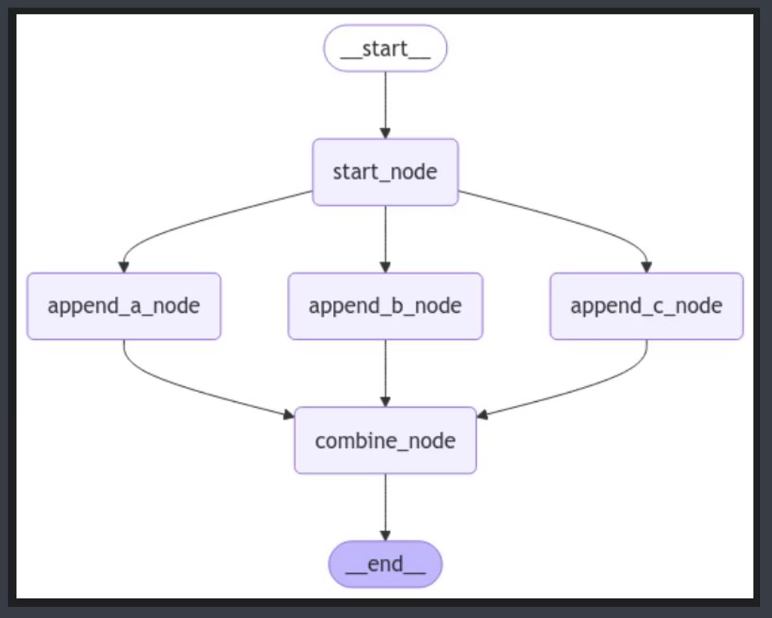 __start__
start_node
append_a_node
append_b_node
append_c_node
combine_node
__end__